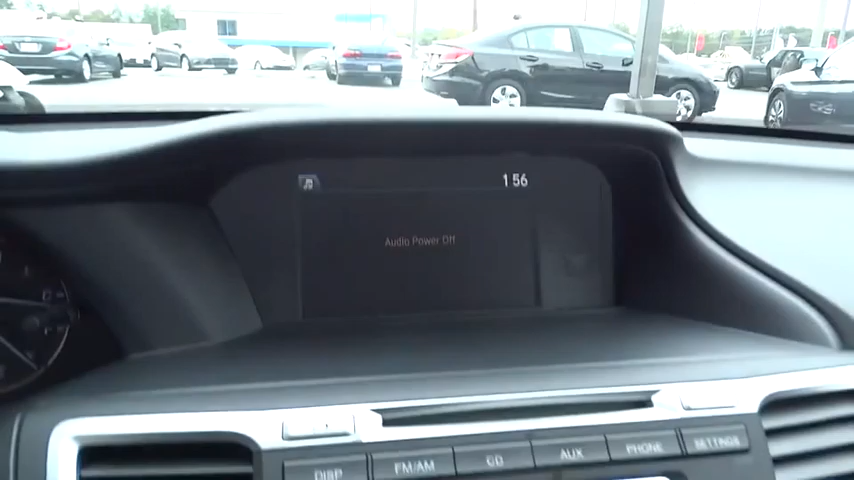 1:56
Audio Power Off
DISP
FM/AM
CD
AUX
PHONE
SETTINGS